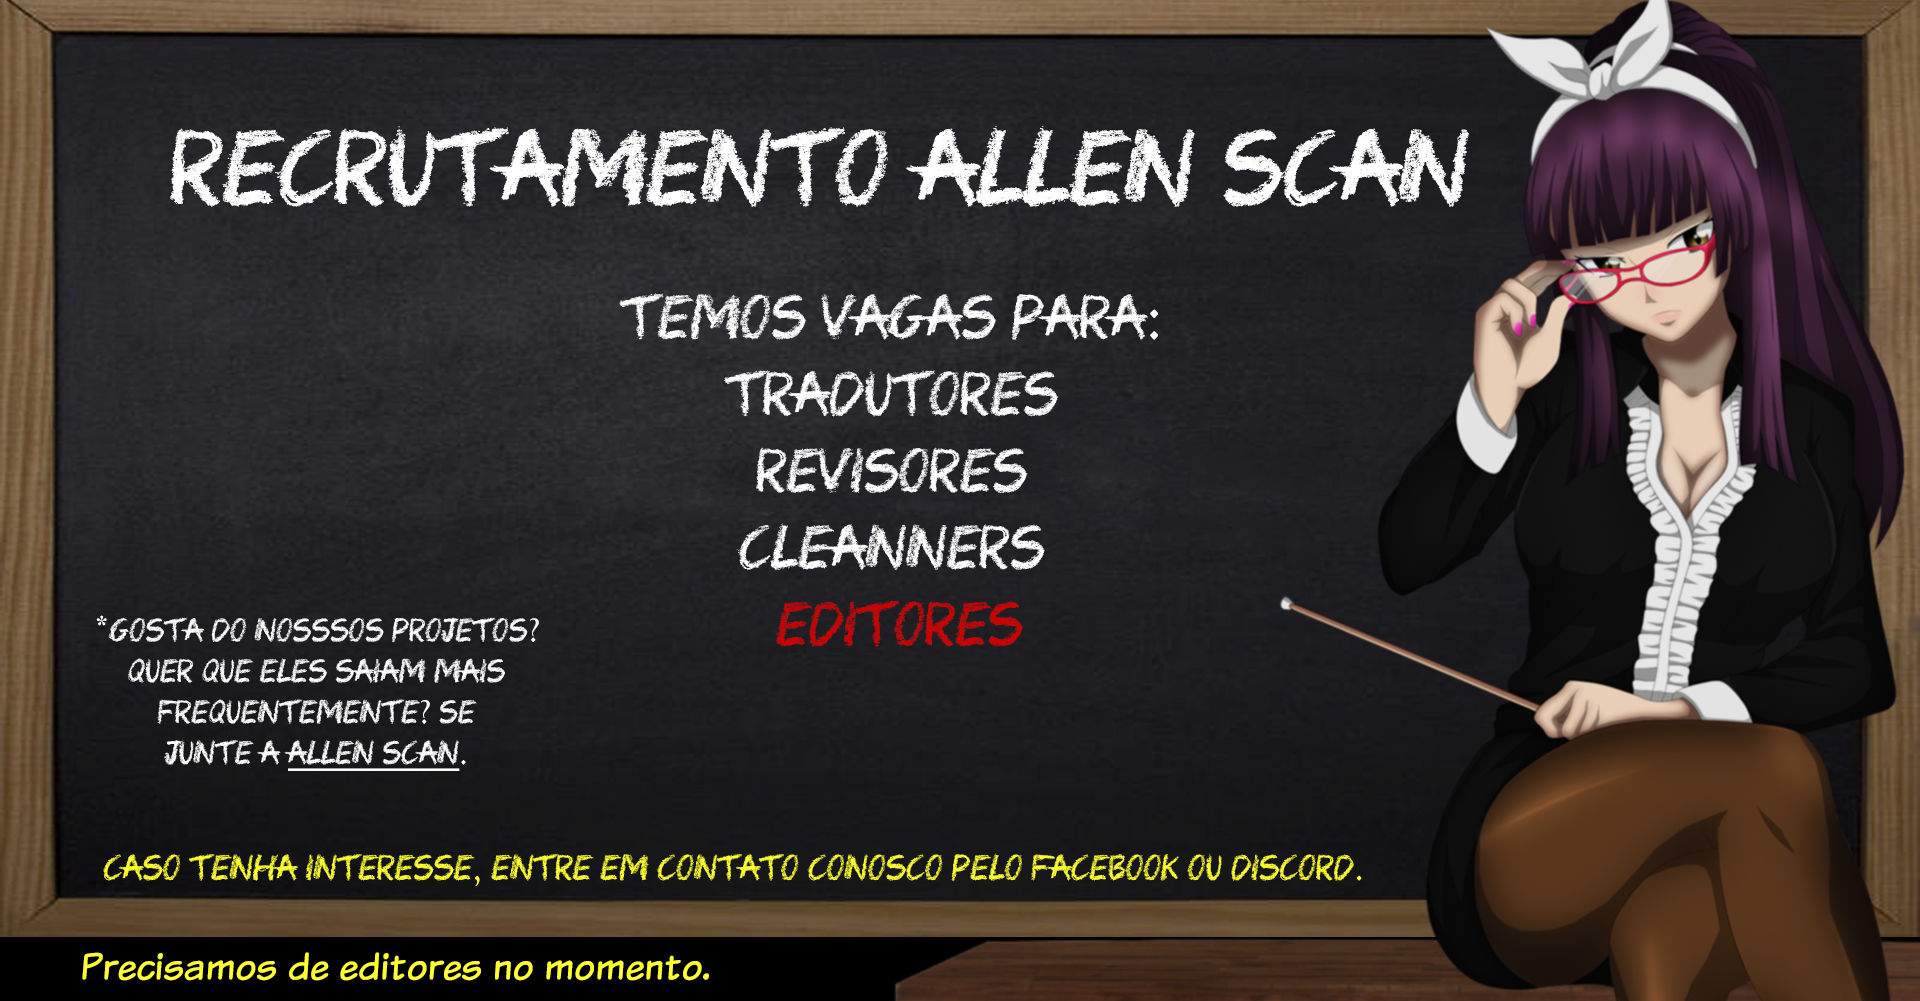 RECRUTAMENTO ALLEN SCAN
TEMOS VAGAS PARA:
TRADUTORES
REVISORES
CLEANNERS
EDITORES
*GOSTA DO NOSSSOS PROJETOS?
QUER QUE ELES SAIAM MAIS
FREQUENTEMENTE? SE
JUNTE A ALLEN SCAN.
CASO TENHA INTERESSE, ENTRE EM CONTATO CONOSCO PELO FACEBOOK OU DISCORD.
Precisamos de editores no momento.